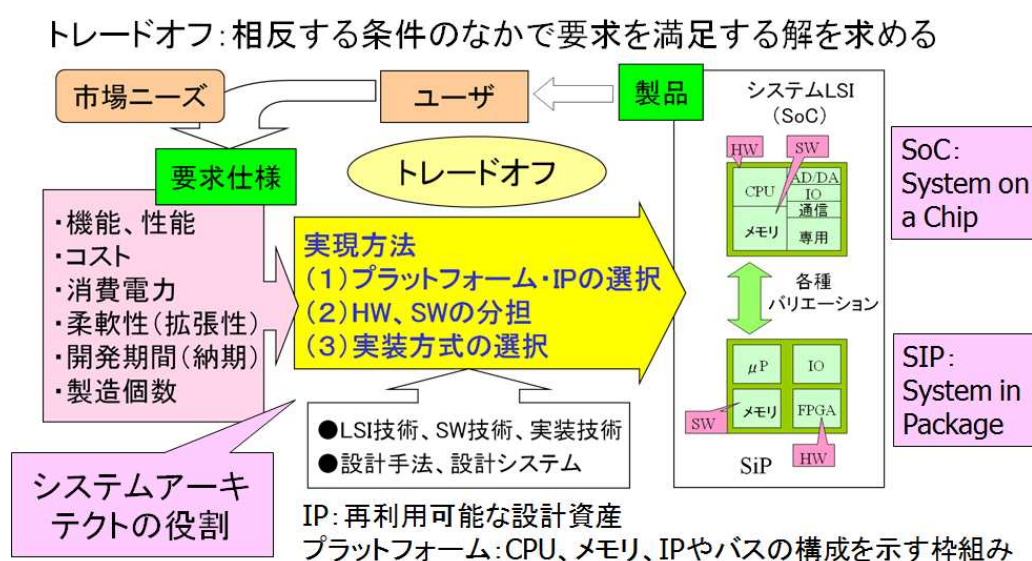 トレードオフ:相反する条件のなかで要求を満足する解を求める
市場ニーズ
ユーザ
製品
要求仕様
トレードオフ
・機能、性能
・コスト
・消費電力
・柔軟性(拡張性)
・開発期間(納期)
・製造個数
実現方法
(1)プラットフォーム・IPの選択
(2)HW、SWの分担
(3)実装方式の選択
●LSI技術、SW技術、実装技術
●設計手法、設計システム
システムアーキ
テクトの役割
システムLSI
(SoC)
HW
SW
CPU
AD/DA
IO
通信
メモリ
専用
各種
バリエーション
μP
IO
メモリ
FPGA
SW
HW
SiP
SoC:
System on
a Chip
SIP:
System in
Package
IP:再利用可能な設計資産
プラットフォーム:CPU、メモリ、IPやバスの構成を示す枠組み